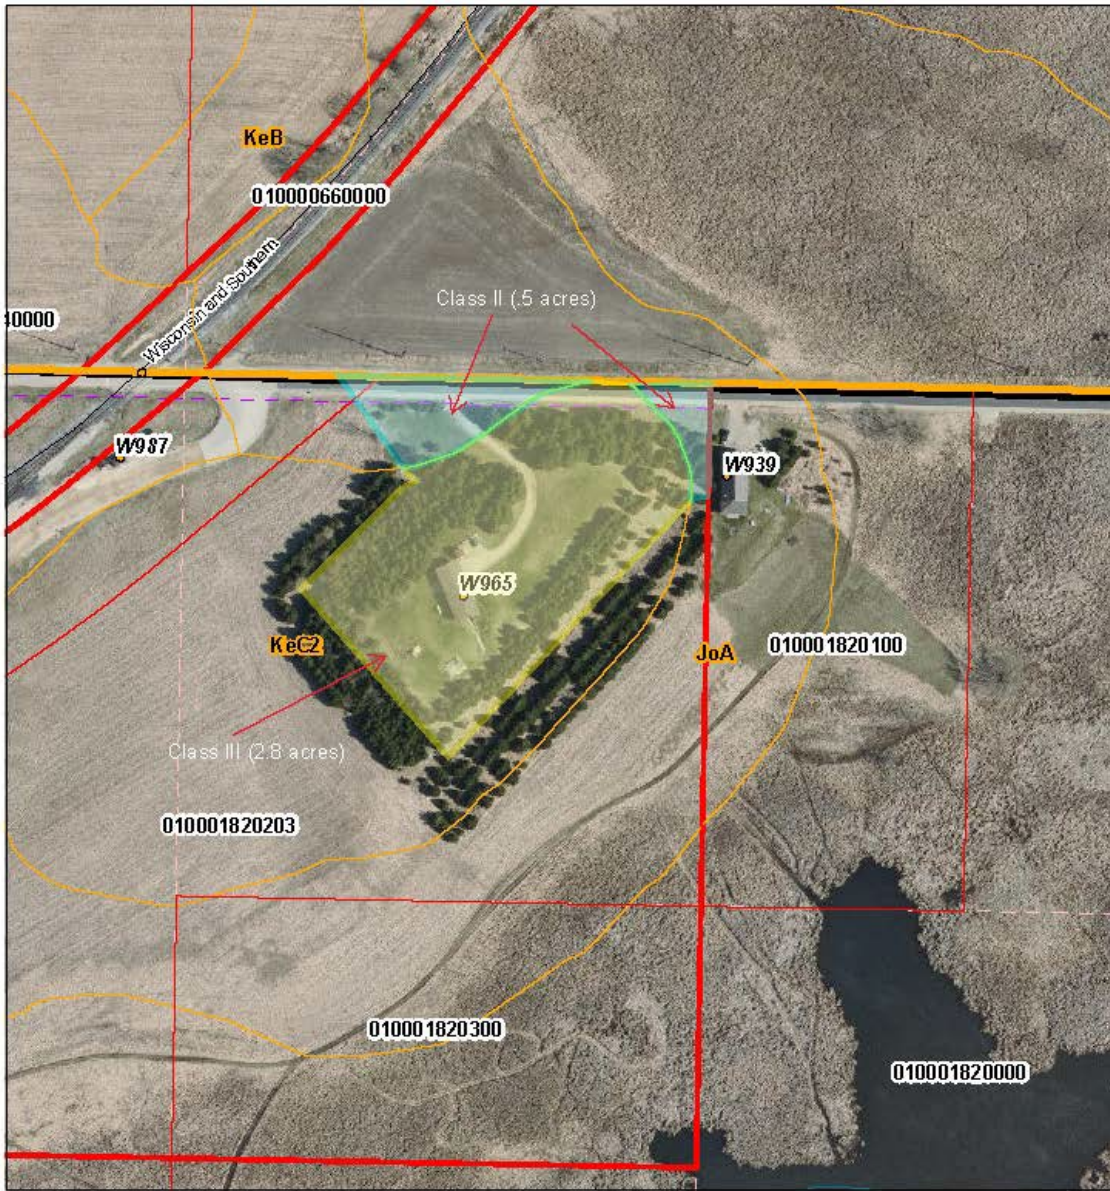 KeB
010000660000
Wisconsin and Southern
Class II (.5 acres)
40000
W987
W939
W965
KeC2
JoA
010001820100
Class III (2.8 acres)
010001820203
010001820300
010001820000